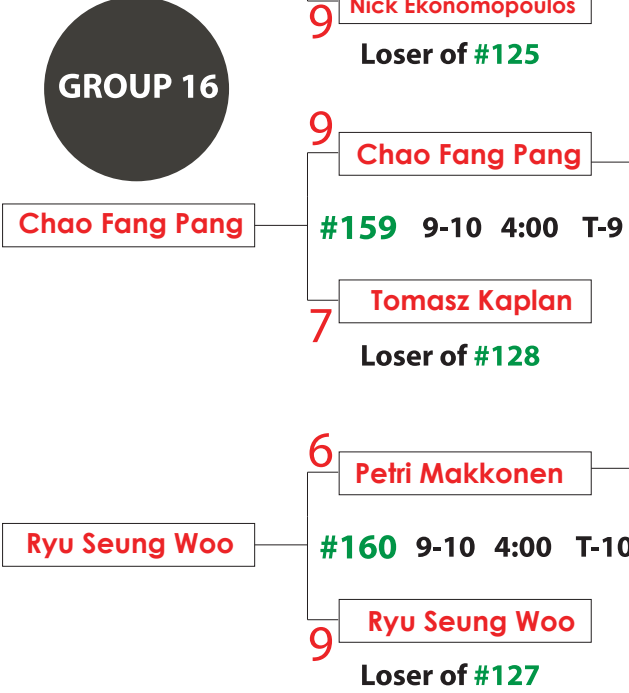 9
Nick Ekonomopoulos
Loser of #125
GROUP 16
9
Chao Fang Pang
Chao Fang Pang
#159 9-10 4:00 T-9
Tomasz Kaplan
7
Loser of #128
6
Petri Makkonen
Ryu Seung Woo
#160 9-10 4:00 T-10
Ryu Seung Woo
9
Loser of #127